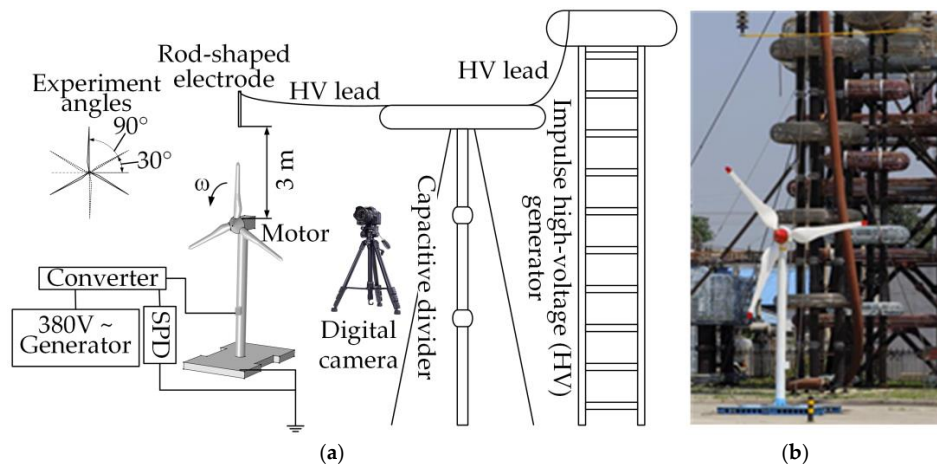 Rod-shaped
electrode
Experiment
angles
90°
30°
HV lead
HV lead
3 m
ω
Motor
Converter
380V ~
Generator
SPD
Digital
camera
Capacitive divider
Impulse high-voltage (HV)
generator
(a)
(b)